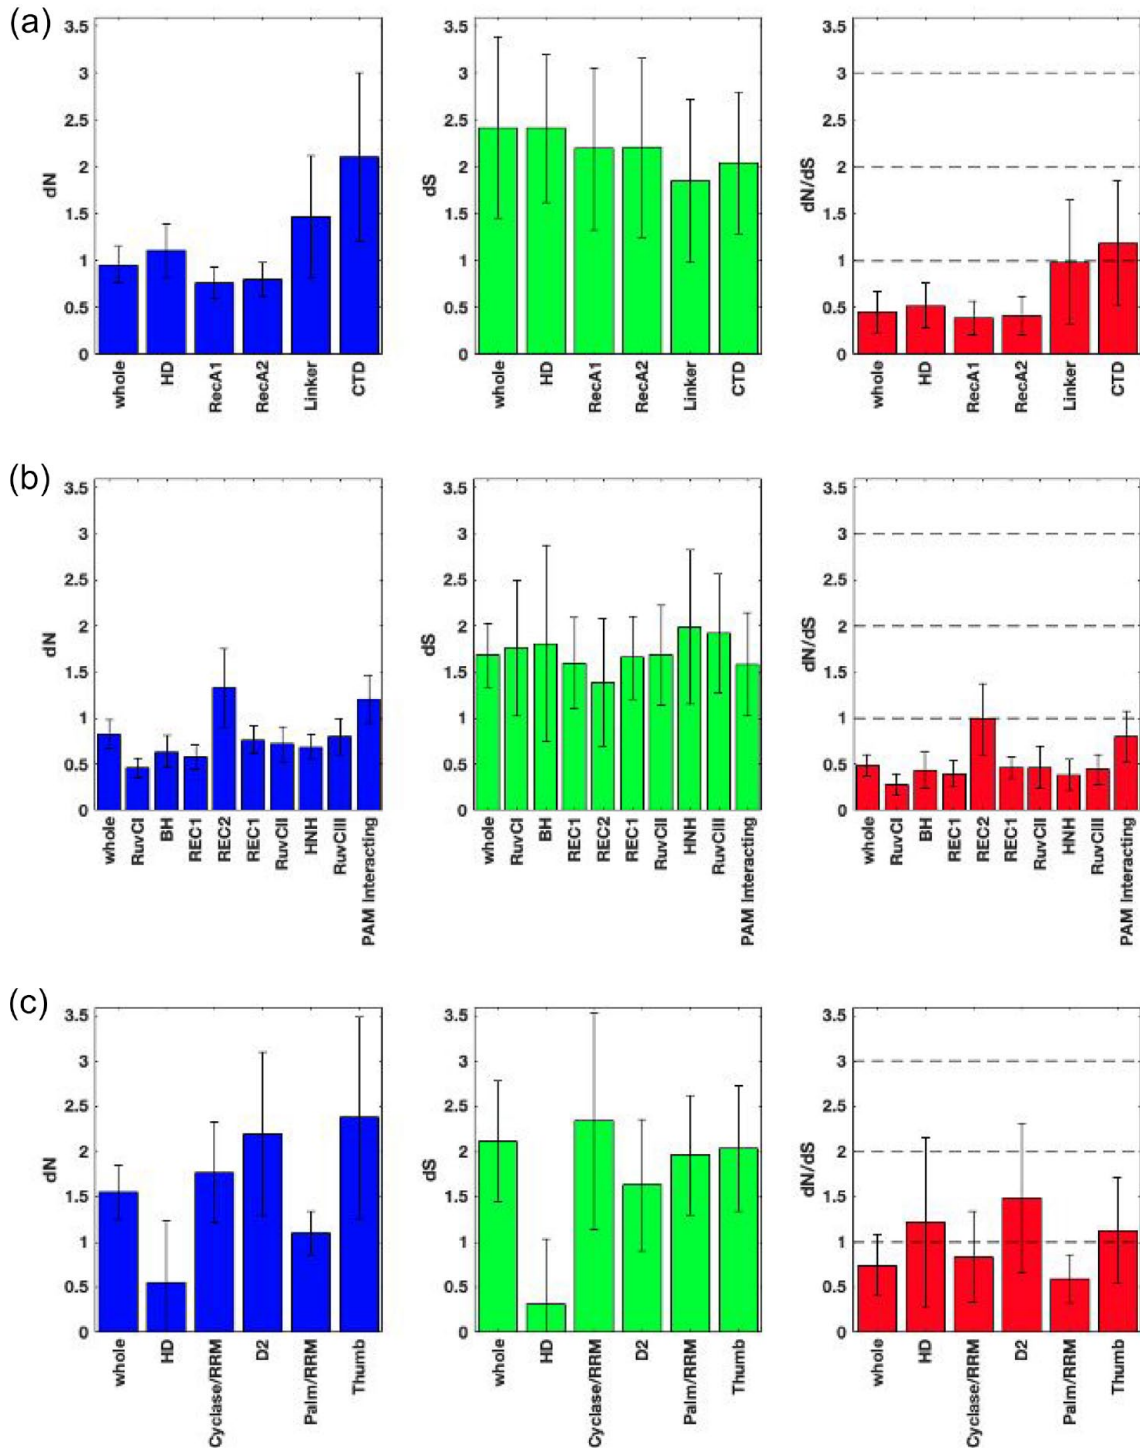 (a)
3.5
3
2.5
2
1.5
1
0.5
0
dN
whole
HD
RecA1
RecA2
Linker
CTD
3.5
3
2.5
2
1.5
1
0.5
0
dS
whole
HD
RecA1
RecA2
Linker
CTD
3.5
3
2.5
2
1.5
1
0.5
0
dN/dS
whole
HD
RecA1
RecA2
Linker
CTD
(b)
3.5
3
2.5
2
1.5
1
0.5
0
dN
whole
RuvCI
BH
REC1
REC2
REC1
RuvCII
HNH
RuvCIII
PAM Interacting
3.5
3
2.5
2
1.5
1
0.5
0
dS
whole
RuvCI
BH
REC1
REC2
REC1
RuvCII
HNH
RuvCIII
PAM Interacting
3.5
3
2.5
2
1.5
1
0.5
0
dN/dS
whole
RuvCI
BH
REC1
REC2
REC1
RuvCII
HNH
RuvCIII
PAM Interacting
(c)
3.5
3
2.5
2
1.5
1
0.5
0
dN
whole
HD
Cyclase/RRM
D2
Palm/RRM
Thumb
3.5
3
2.5
2
1.5
1
0.5
0
dS
whole
HD
Cyclase/RRM
D2
Palm/RRM
Thumb
3.5
3
2.5
2
1.5
1
0.5
0
dN/dS
whole
HD
Cyclase/RRM
D2
Palm/RRM
Thumb